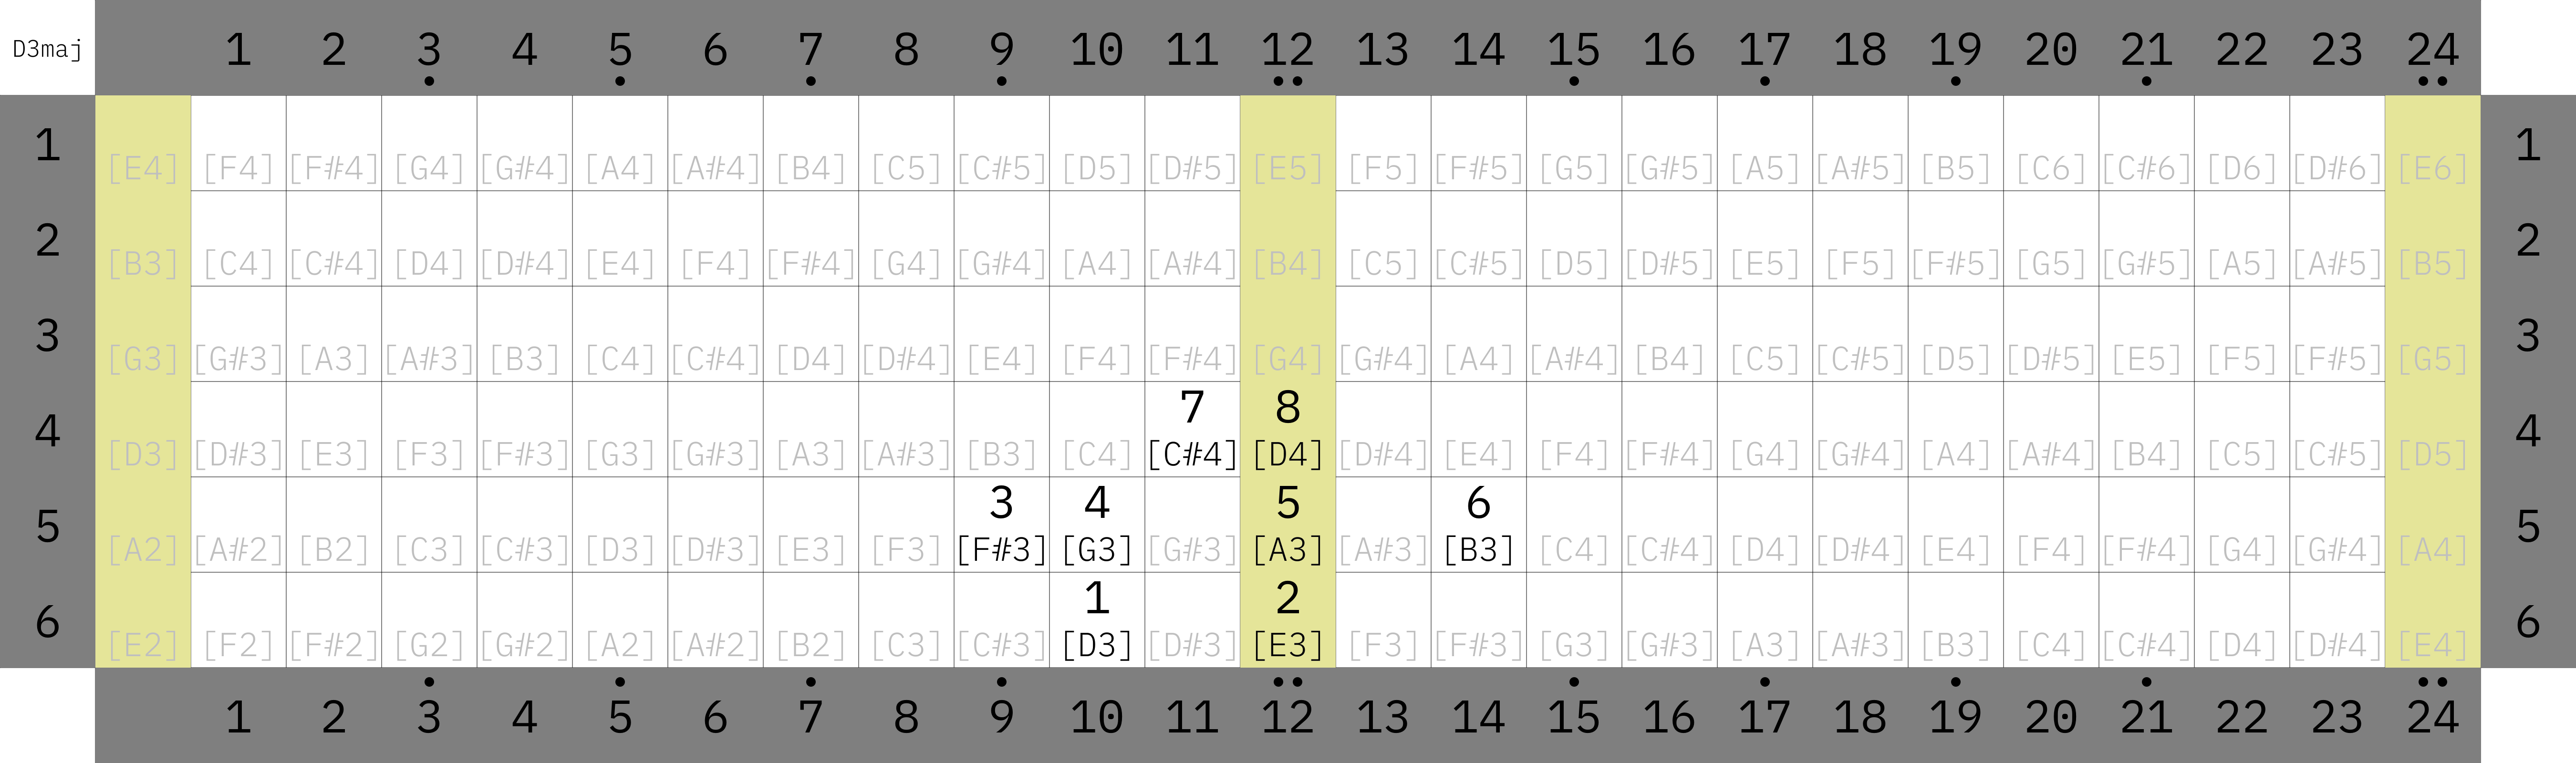 D3maj 1 2 3 4 5 6 7 8 9 10 11 12 13 14 15 16 17 18 19 20 21 22 23 24
1 [E4] [F4] [F#4] [G4] [G#4] [A4] [A#4] [B4] [C5] [C#5] [D5] [D#5] [E5] [F5] [F#5] [G5] [G#5] [A5] [A#5] [B5] [C6] [C#6] [D6] [D#6] [E6] 1
2 [B3] [C4] [C#4] [D4] [D#4] [E4] [F4] [F#4] [G4] [G#4] [A4] [A#4] [B4] [C5] [C#5] [D5] [D#5] [E5] [F5] [F#5] [G5] [G#5] [A5] [A#5] [B5] 2
3 [G3] [G#3] [A3] [A#3] [B3] [C4] [C#4] [D4] [D#4] [E4] [F4] [F#4] [G4] [G#4] [A4] [A#4] [B4] [C5] [C#5] [D5] [D#5] [E5] [F5] [F#5] [G5] 3
7 8
4 [D3] [D#3] [E3] [F3] [F#3] [G3] [G#3] [A3] [A#3] [B3] [C4] [C#4] [D4] [D#4] [E4] [F4] [F#4] [G4] [G#4] [A4] [A#4] [B4] [C5] [C#5] [D5] 4
3 4 5 6
5 [A2] [A#2] [B2] [C3] [C#3] [D3] [D#3] [E3] [F3] [F#3] [G3] [G#3] [A3] [A#3] [B3] [C4] [C#4] [D4] [D#4] [E4] [F4] [F#4] [G4] [G#4] [A4] 5
1 2
6 [E2] [F2] [F#2] [G2] [G#2] [A2] [A#2] [B2] [C3] [C#3] [D3] [D#3] [E3] [F3] [F#3] [G3] [G#3] [A3] [A#3] [B3] [C4] [C#4] [D4] [D#4] [E4] 6
1 2 3 4 5 6 7 8 9 10 11 12 13 14 15 16 17 18 19 20 21 22 23 24